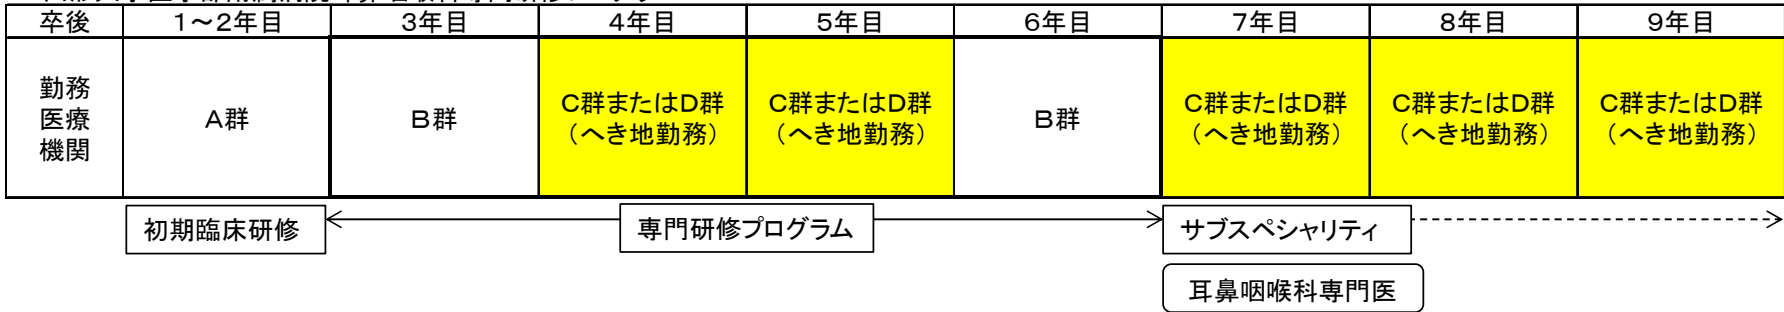 卒後 1～2年目 3年目 4年目 5年目 6年目 7年目 8年目 9年目
勤務
医療
機関
A群
B群
C群またはD群
（へき地勤務）
C群またはD群
（へき地勤務）
B群
C群またはD群
（へき地勤務）
C群またはD群
（へき地勤務）
C群またはD群
（へき地勤務）
初期臨床研修
専門研修プログラム
サブスペシャリティ
耳鼻咽喉科専門医